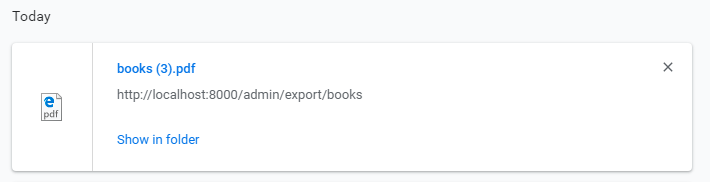 Today
books (3).pdf
http://localhost:8000/admin/export/books
pdf
Show in folder